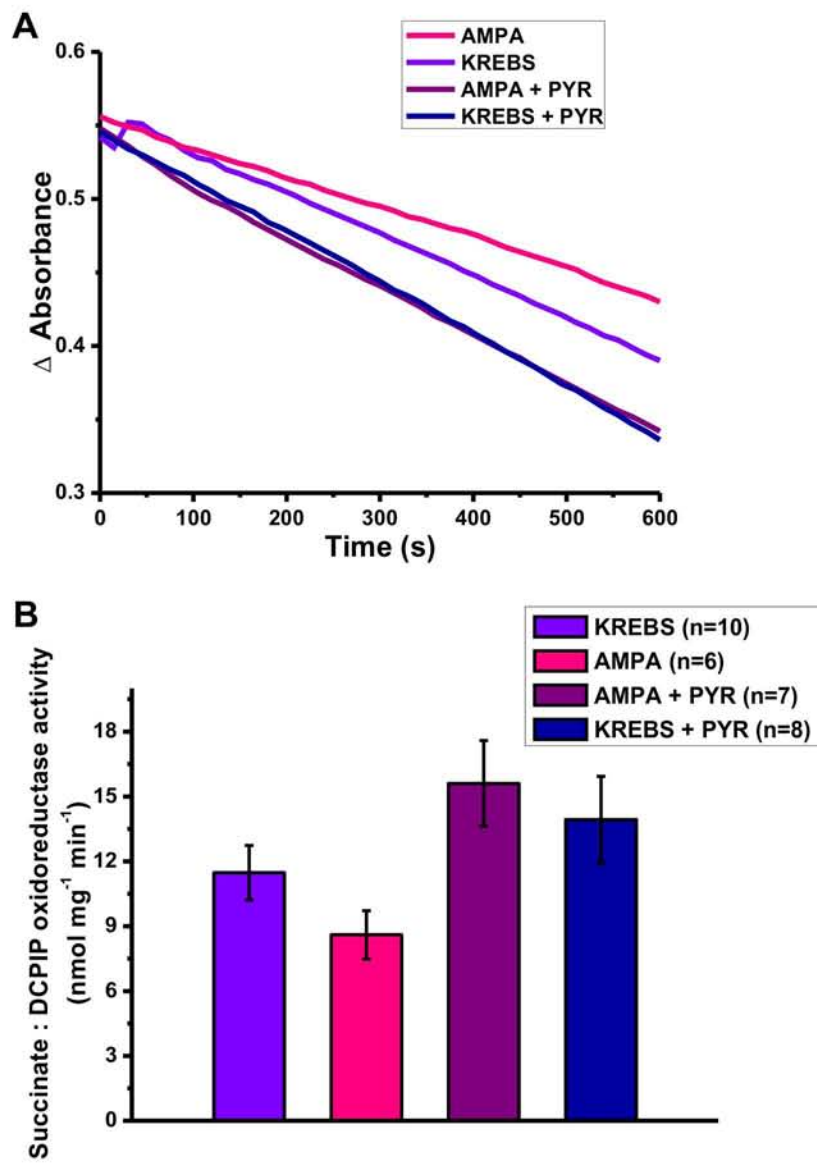 A
AMPA
KREBS
AMPA + PYR
KREBS + PYR
0.6
0.5
0.4
0.3
Δ Absorbance
0 100 200 300 400 500 600
Time (s)
B
KREBS (n=10)
AMPA (n=6)
AMPA + PYR (n=7)
KREBS + PYR (n=8)
18
15
12
9
6
3
0
Succinate : DCPIP oxidoreductase activity
(nmol mg⁻¹ min⁻¹)